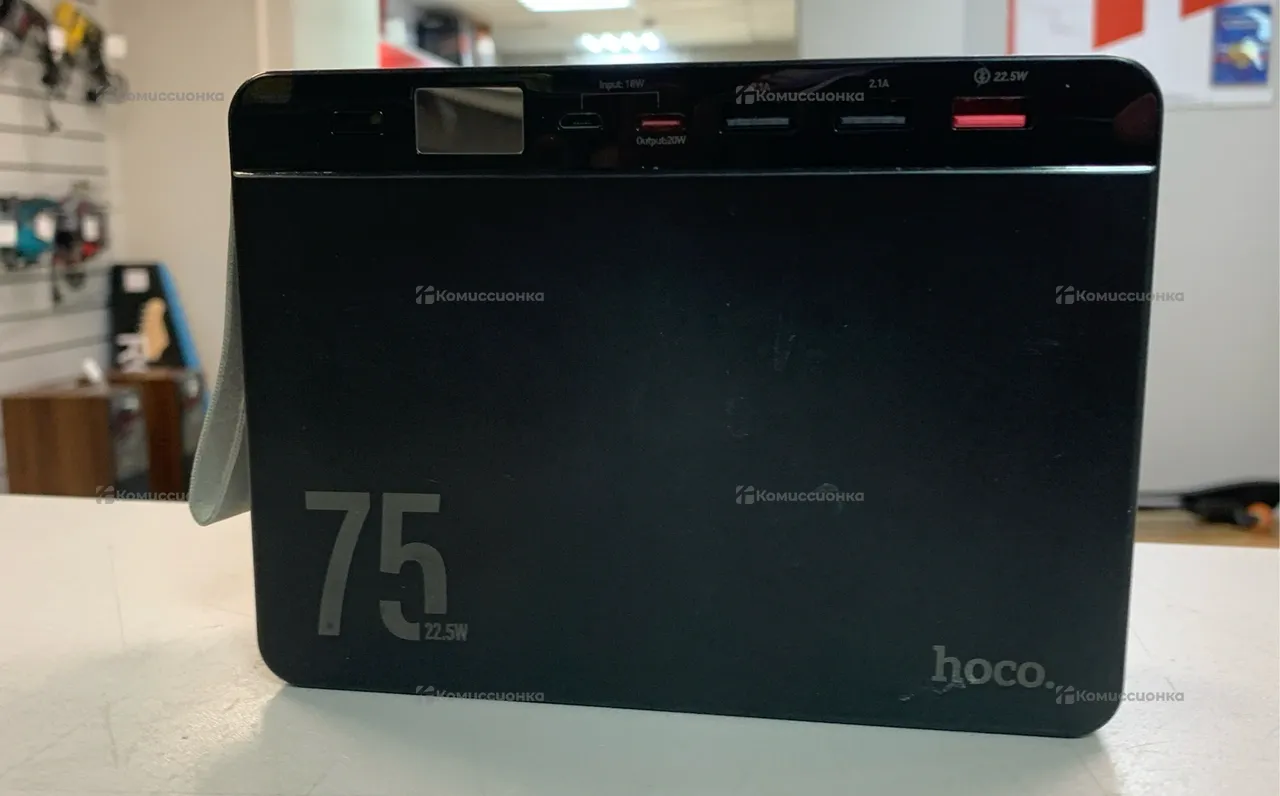 Input: 18W
2.1A
22.5W
Output:20W
Комиссионка
Комиссионка
Комиссионка
Комиссионка
Комиссионка
75
22.5W
hoco.
Комиссионка
Комиссионка